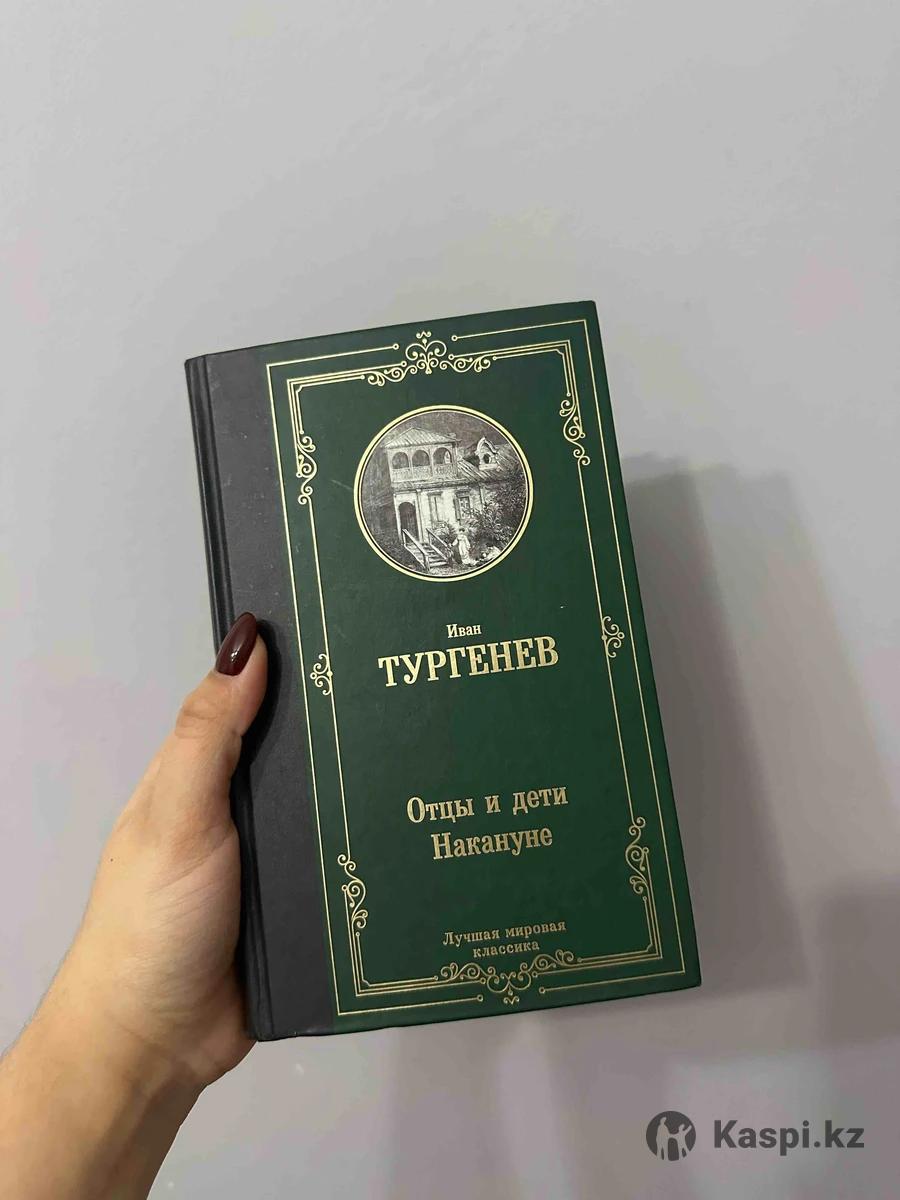 Иван
ТУРГЕНЕВ
Отцы и дети
Накануне
Лучшая мировая
классика
Kaspi.kz